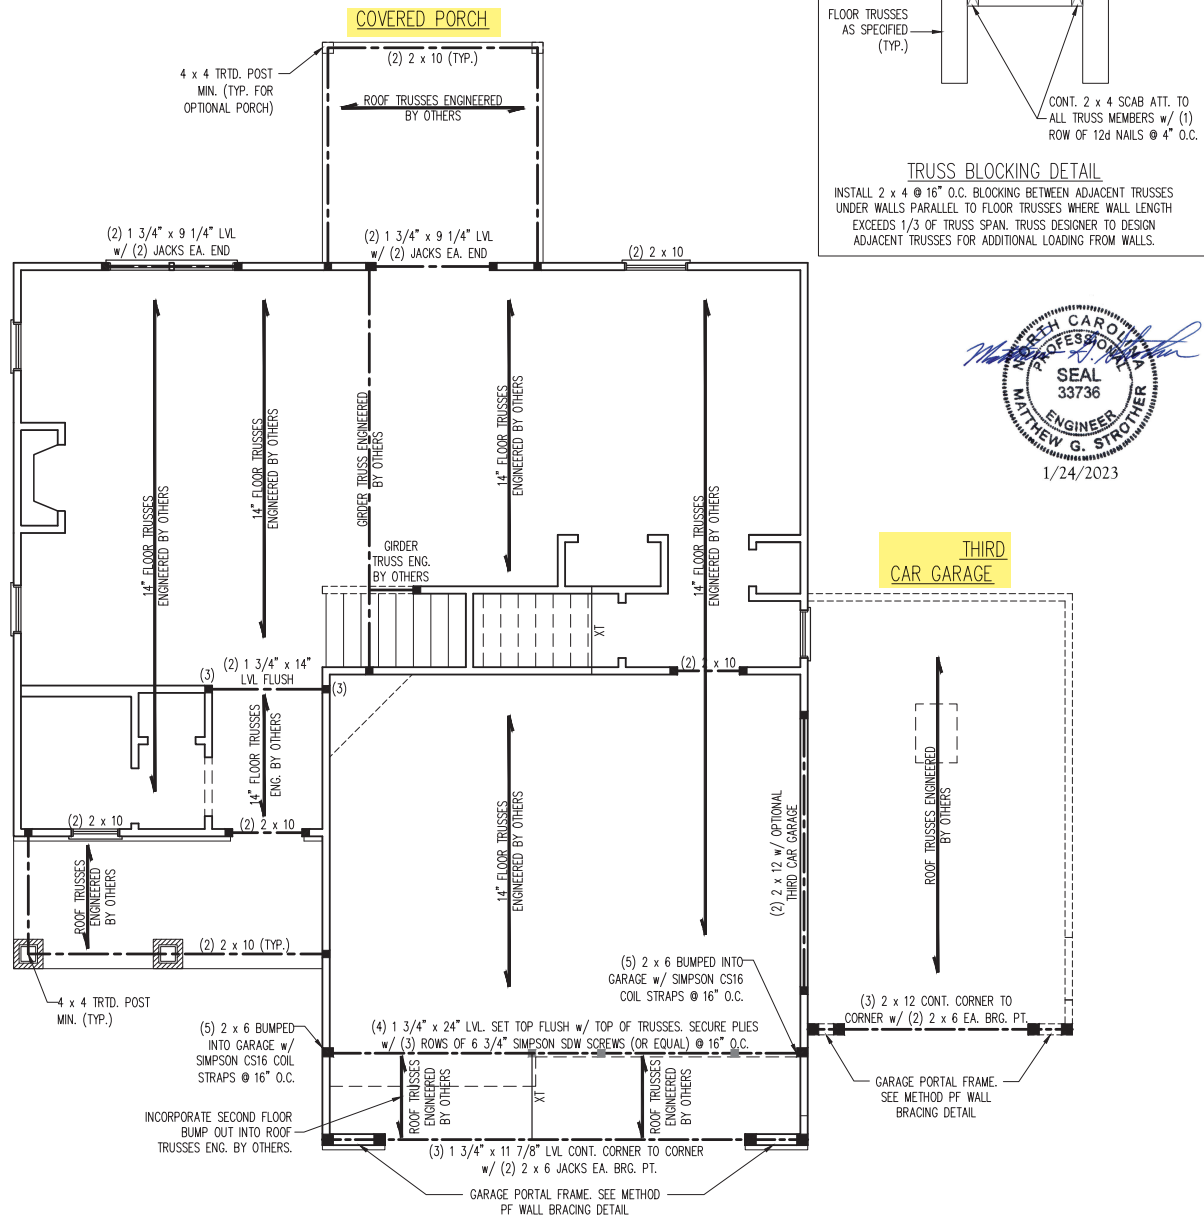 COVERED PORCH
(2) 2 x 10 (TYP.)
4 x 4 TRTD. POST
MIN. (TYP. FOR
OPTIONAL PORCH)
ROOF TRUSSES ENGINEERED
BY OTHERS
FLOOR TRUSSES
AS SPECIFIED
(TYP.)
CONT. 2 x 4 SCAB ATT. TO
ALL TRUSS MEMBERS w/ (1)
ROW OF 12d NAILS @ 4" O.C.
TRUSS BLOCKING DETAIL
INSTALL 2 x 4 @ 16" O.C. BLOCKING BETWEEN ADJACENT TRUSSES
UNDER WALLS PARALLEL TO FLOOR TRUSSES WHERE WALL LENGTH
EXCEEDS 1/3 OF TRUSS SPAN. TRUSS DESIGNER TO DESIGN
ADJACENT TRUSSES FOR ADDITIONAL LOADING FROM WALLS.
(2) 1 3/4" x 9 1/4" LVL
w/ (2) JACKS EA. END
(2) 1 3/4" x 9 1/4" LVL
w/ (2) JACKS EA. END
(2) 2 x 10
NORTH CAROLINA
PROFESSIONAL
SEAL
33736
ENGINEER
MATTHEW G. STROTHER
1/24/2023
14" FLOOR TRUSSES
ENGINEERED BY OTHERS
14" FLOOR TRUSSES
ENGINEERED BY OTHERS
GIRDER TRUSS ENGINEERED
BY OTHERS
14" FLOOR TRUSSES
ENGINEERED BY OTHERS
14" FLOOR TRUSSES
ENGINEERED BY OTHERS
GIRDER
TRUSS ENG.
BY OTHERS
THIRD
CAR GARAGE
XT
(2) 2 x 10
(3)
(2) 1 3/4" x 14"
LVL FLUSH
(3)
14" FLOOR TRUSSES
ENG. BY OTHERS
14" FLOOR TRUSSES
ENGINEERED BY OTHERS
(2) 2 x 12 w/ OPTIONAL
THIRD CAR GARAGE
ROOF TRUSSES ENGINEERED
BY OTHERS
(2) 2 x 10
(2) 2 x 10
ROOF TRUSSES
ENGINEERED
BY OTHERS
(2) 2 x 10 (TYP.)
4 x 4 TRTD. POST
MIN. (TYP.)
(5) 2 x 6 BUMPED INTO
GARAGE w/ SIMPSON CS16
COIL STRAPS @ 16" O.C.
(3) 2 x 12 CONT. CORNER TO
CORNER w/ (2) 2 x 6 EA. BRG. PT.
(5) 2 x 6 BUMPED
INTO GARAGE w/
SIMPSON CS16 COIL
STRAPS @ 16" O.C.
(4) 1 3/4" x 24" LVL. SET TOP FLUSH w/ TOP OF TRUSSES. SECURE PLIES
w/ (3) ROWS OF 6 3/4" SIMPSON SDW SCREWS (OR EQUAL) @ 16" O.C.
ROOF TRUSSES
ENGINEERED
BY OTHERS
XT
ROOF TRUSSES
ENGINEERED
BY OTHERS
GARAGE PORTAL FRAME.
SEE METHOD PF WALL
BRACING DETAIL
INCORPORATE SECOND FLOOR
BUMP OUT INTO ROOF
TRUSSES ENG. BY OTHERS.
(3) 1 3/4" x 11 7/8" LVL CONT. CORNER TO CORNER
w/ (2) 2 x 6 JACKS EA. BRG. PT.
GARAGE PORTAL FRAME. SEE METHOD
PF WALL BRACING DETAIL